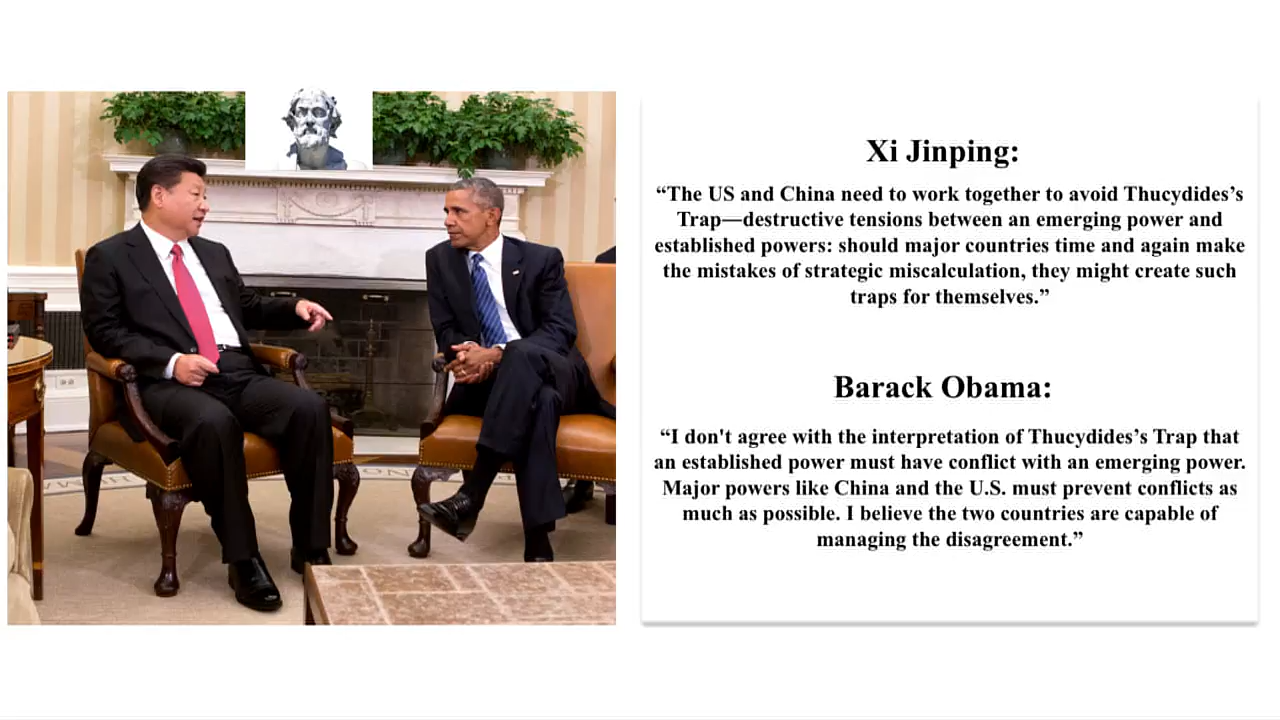 Xi Jinping:
“The US and China need to work together to avoid Thucydides’s
Trap—destructive tensions between an emerging power and
established powers: should major countries time and again make
the mistakes of strategic miscalculation, they might create such
traps for themselves.”
Barack Obama:
“I don't agree with the interpretation of Thucydides’s Trap that
an established power must have conflict with an emerging power.
Major powers like China and the U.S. must prevent conflicts as
much as possible. I believe the two countries are capable of
managing the disagreement.”